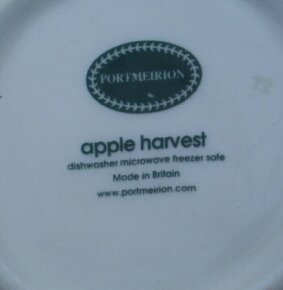 PORTMEIRION
apple harvest
dishwasher microwave freezer safe
Made in Britain
www.portmeirion.com